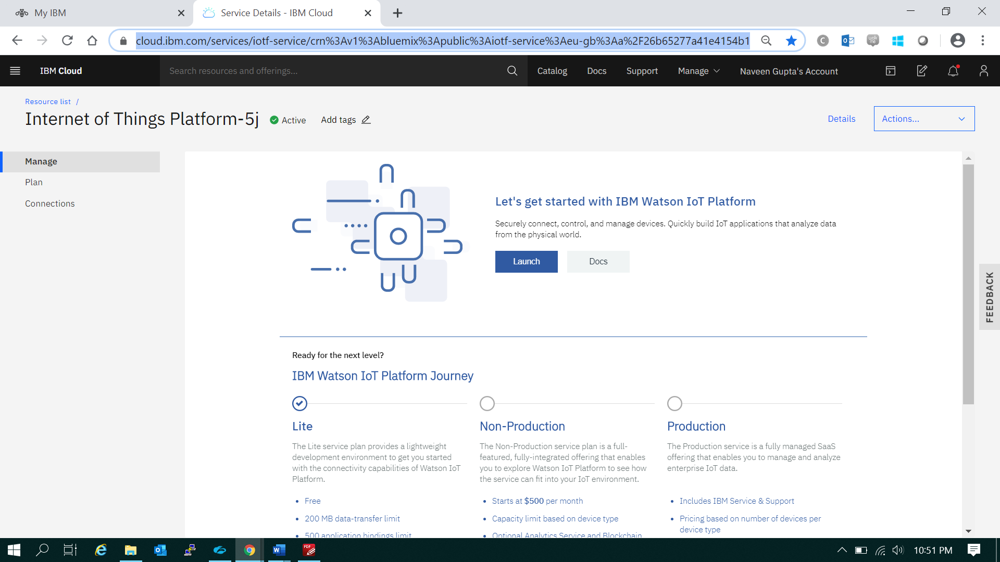 My IBM
Service Details - IBM Cloud
cloud.ibm.com/services/iotf-service/crn%3Av1%3Abluemix%3Apublic%3Aiotf-service%3Aeu-gb%3Aa%2F26b65277a41e4154b1
IBM Cloud
Search resources and offerings...
Catalog
Docs
Support
Manage
Naveen Gupta's Account
Resource list /
Internet of Things Platform-5j
Active
Add tags
Details
Actions...
Manage
Plan
Connections
Let's get started with IBM Watson IoT Platform
Securely connect, control, and manage devices. Quickly build IoT applications that analyze data
from the physical world.
Launch
Docs
FEEDBACK
Ready for the next level?
IBM Watson IoT Platform Journey
Lite
The Lite service plan provides a lightweight
development environment to get you started
with the connectivity capabilities of Watson IoT
Platform.
Free
200 MB data-transfer limit
500 application bindings limit
Non-Production
The Non-Production service plan is a full-
featured, fully-integrated offering that enables
you to explore Watson IoT Platform to see how
the service can fit into your IoT environment.
Starts at $500 per month
Capacity limit based on device type
Optional Analytics Service and Blockchain
Production
The Production service is a fully managed SaaS
offering that enables you to manage and analyze
enterprise IoT data.
Includes IBM Service & Support
Pricing based on number of devices per
device type
10:51 PM